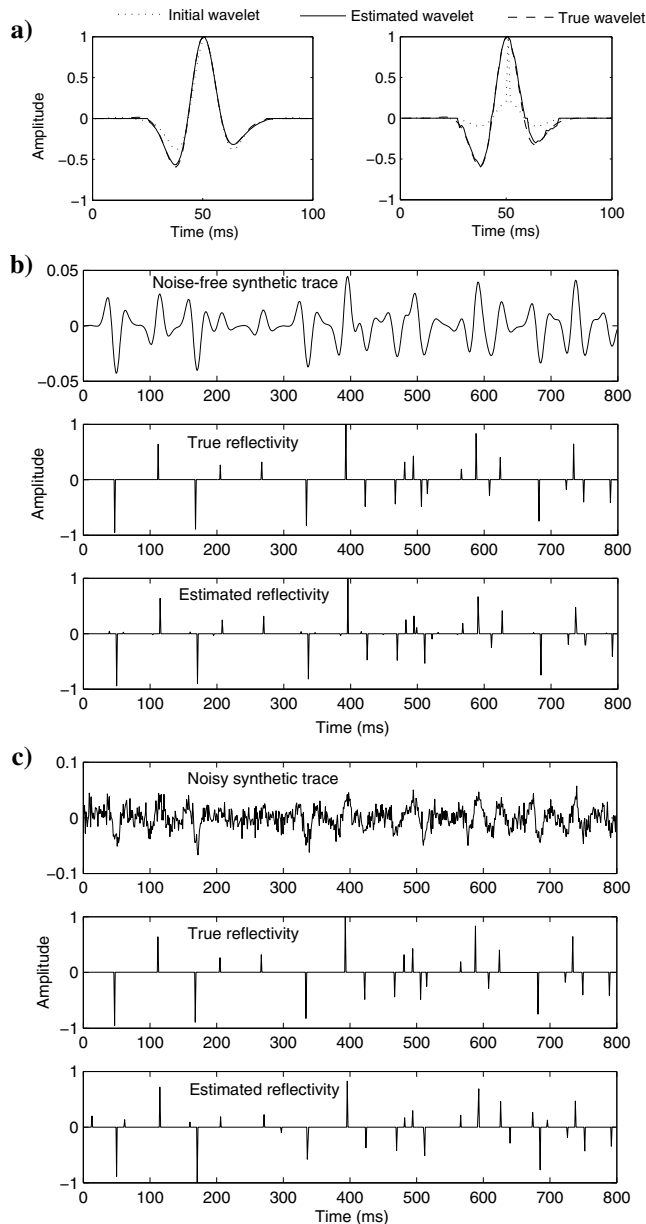 Initial wavelet Estimated wavelet True wavelet
a)
1
0.5
0
−0.5
−1
Amplitude
0 50 100
Time (ms)
1
0.5
0
−0.5
−1
0 50 100
Time (ms)
b)
0.05
0
−0.05
Noise-free synthetic trace
0 100 200 300 400 500 600 700 800
1
0
−1
Amplitude
True reflectivity
0 100 200 300 400 500 600 700 800
1
0
−1
Estimated reflectivity
0 100 200 300 400 500 600 700 800
Time (ms)
c)
0.1
0
−0.1
Noisy synthetic trace
0 100 200 300 400 500 600 700 800
1
0
−1
Amplitude
True reflectivity
0 100 200 300 400 500 600 700 800
1
0
−1
Estimated reflectivity
0 100 200 300 400 500 600 700 800
Time (ms)